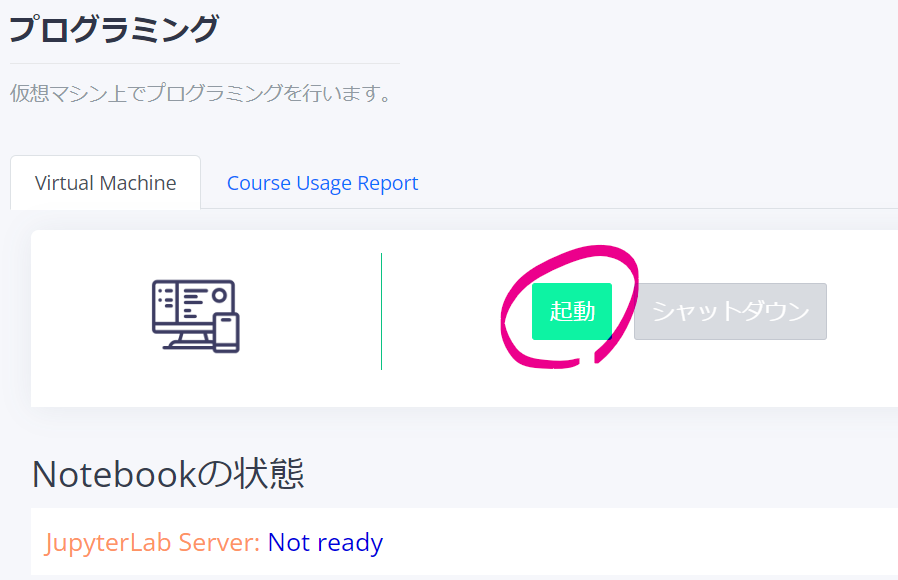 プログラミング
仮想マシン上でプログラミングを行います。
Virtual Machine
Course Usage Report
起動
シャットダウン
Notebookの状態
JupyterLab Server: Not ready